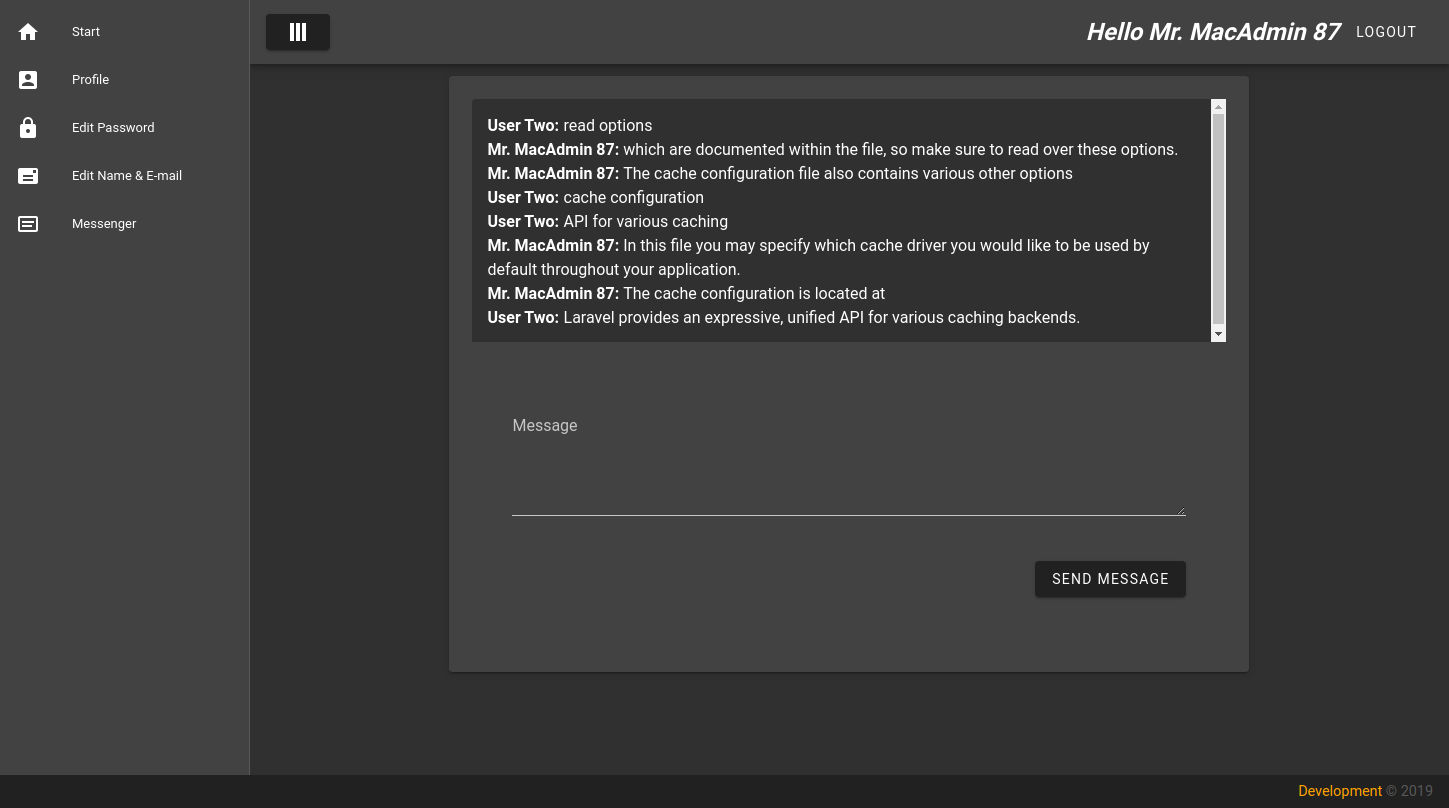 Start
Profile
Edit Password
Edit Name & E-mail
Messenger
Hello Mr. MacAdmin 87 LOGOUT
User Two: read options
Mr. MacAdmin 87: which are documented within the file, so make sure to read over these options.
Mr. MacAdmin 87: The cache configuration file also contains various other options
User Two: cache configuration
User Two: API for various caching
Mr. MacAdmin 87: In this file you may specify which cache driver you would like to be used by
default throughout your application.
Mr. MacAdmin 87: The cache configuration is located at
User Two: Laravel provides an expressive, unified API for various caching backends.
Message
SEND MESSAGE
Development © 2019